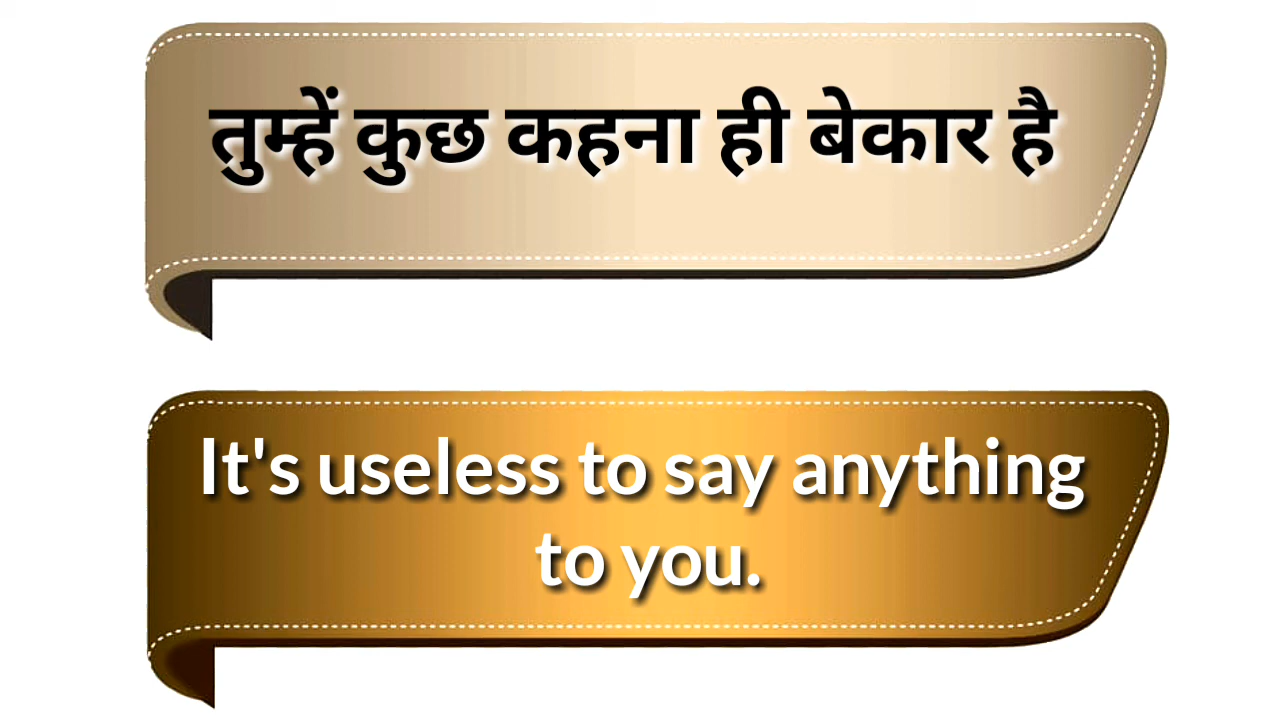 तुम्हें कुछ कहना ही बेकार है
It's useless to say anything
to you.